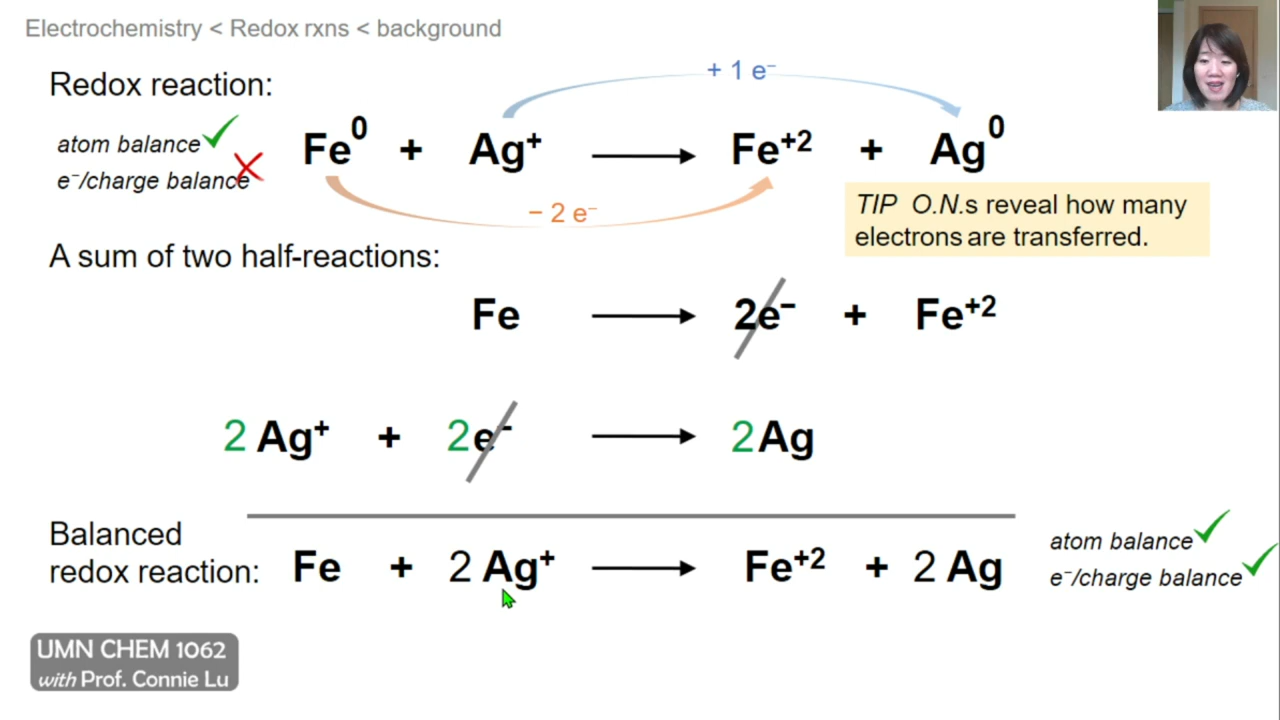 Electrochemistry < Redox rxns < background
+ 1 e⁻
Redox reaction:
atom balance
e⁻/charge balance
Fe⁰ + Ag⁺ → Fe⁺² + Ag⁰
− 2 e⁻
TIP O.N.s reveal how many
electrons are transferred.
A sum of two half-reactions:
Fe → 2e⁻ + Fe⁺²
2 Ag⁺ + 2e⁻ → 2Ag
Balanced
redox reaction:
Fe + 2 Ag⁺ → Fe⁺² + 2 Ag
atom balance
e⁻/charge balance
UMN CHEM 1062
with Prof. Connie Lu